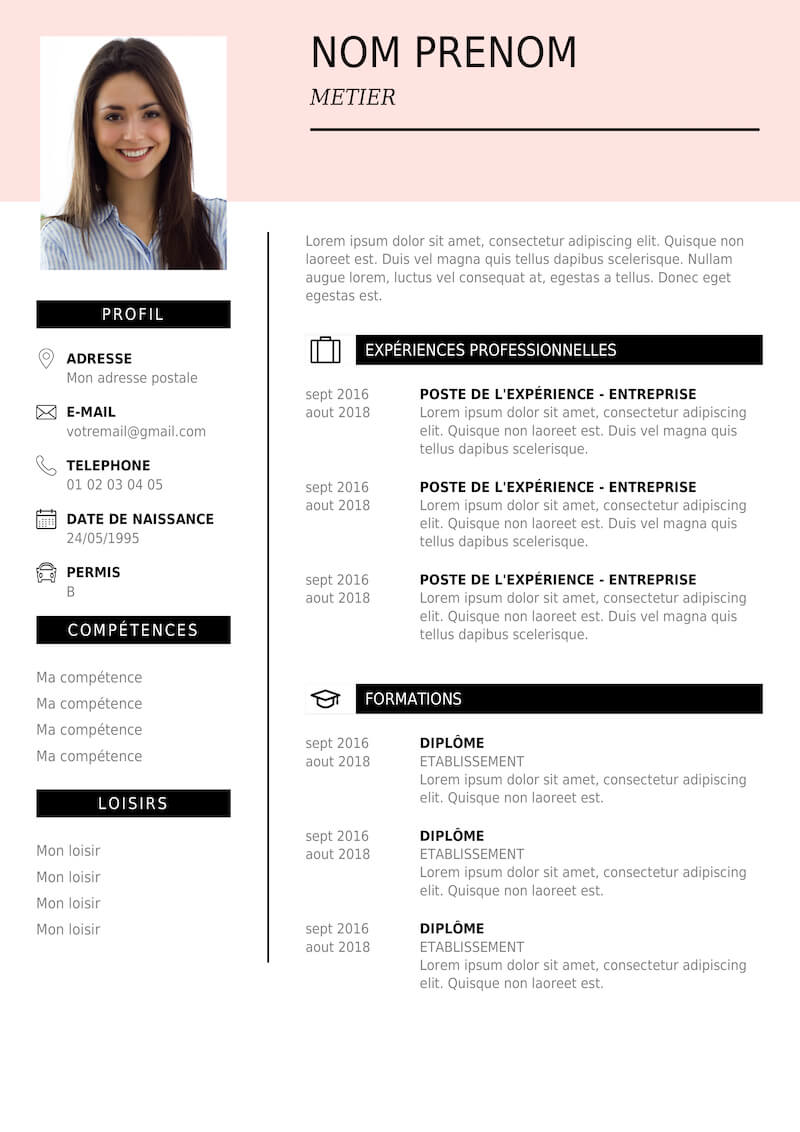 NOM PRENOM
METIER
PROFIL
ADRESSE
Mon adresse postale
E-MAIL
votremail@gmail.com
TELEPHONE
01 02 03 04 05
DATE DE NAISSANCE
24/05/1995
PERMIS
B
COMPÉTENCES
Ma compétence
Ma compétence
Ma compétence
Ma compétence
LOISIRS
Mon loisir
Mon loisir
Mon loisir
Mon loisir
Lorem ipsum dolor sit amet, consectetur adipiscing elit. Quisque non
laoreet est. Duis vel magna quis tellus dapibus scelerisque. Nullam
augue lorem, luctus vel consequat at, egestas a tellus. Donec eget
egestas est.
EXPÉRIENCES PROFESSIONNELLES
sept 2016
aout 2018
POSTE DE L'EXPÉRIENCE - ENTREPRISE
Lorem ipsum dolor sit amet, consectetur adipiscing
elit. Quisque non laoreet est. Duis vel magna quis
tellus dapibus scelerisque.
sept 2016
aout 2018
POSTE DE L'EXPÉRIENCE - ENTREPRISE
Lorem ipsum dolor sit amet, consectetur adipiscing
elit. Quisque non laoreet est. Duis vel magna quis
tellus dapibus scelerisque.
sept 2016
aout 2018
POSTE DE L'EXPÉRIENCE - ENTREPRISE
Lorem ipsum dolor sit amet, consectetur adipiscing
elit. Quisque non laoreet est. Duis vel magna quis
tellus dapibus scelerisque.
FORMATIONS
sept 2016
aout 2018
DIPLÔME
ETABLISSEMENT
Lorem ipsum dolor sit amet, consectetur adipiscing
elit. Quisque non laoreet est.
sept 2016
aout 2018
DIPLÔME
ETABLISSEMENT
Lorem ipsum dolor sit amet, consectetur adipiscing
elit. Quisque non laoreet est.
sept 2016
aout 2018
DIPLÔME
ETABLISSEMENT
Lorem ipsum dolor sit amet, consectetur adipiscing
elit. Quisque non laoreet est.